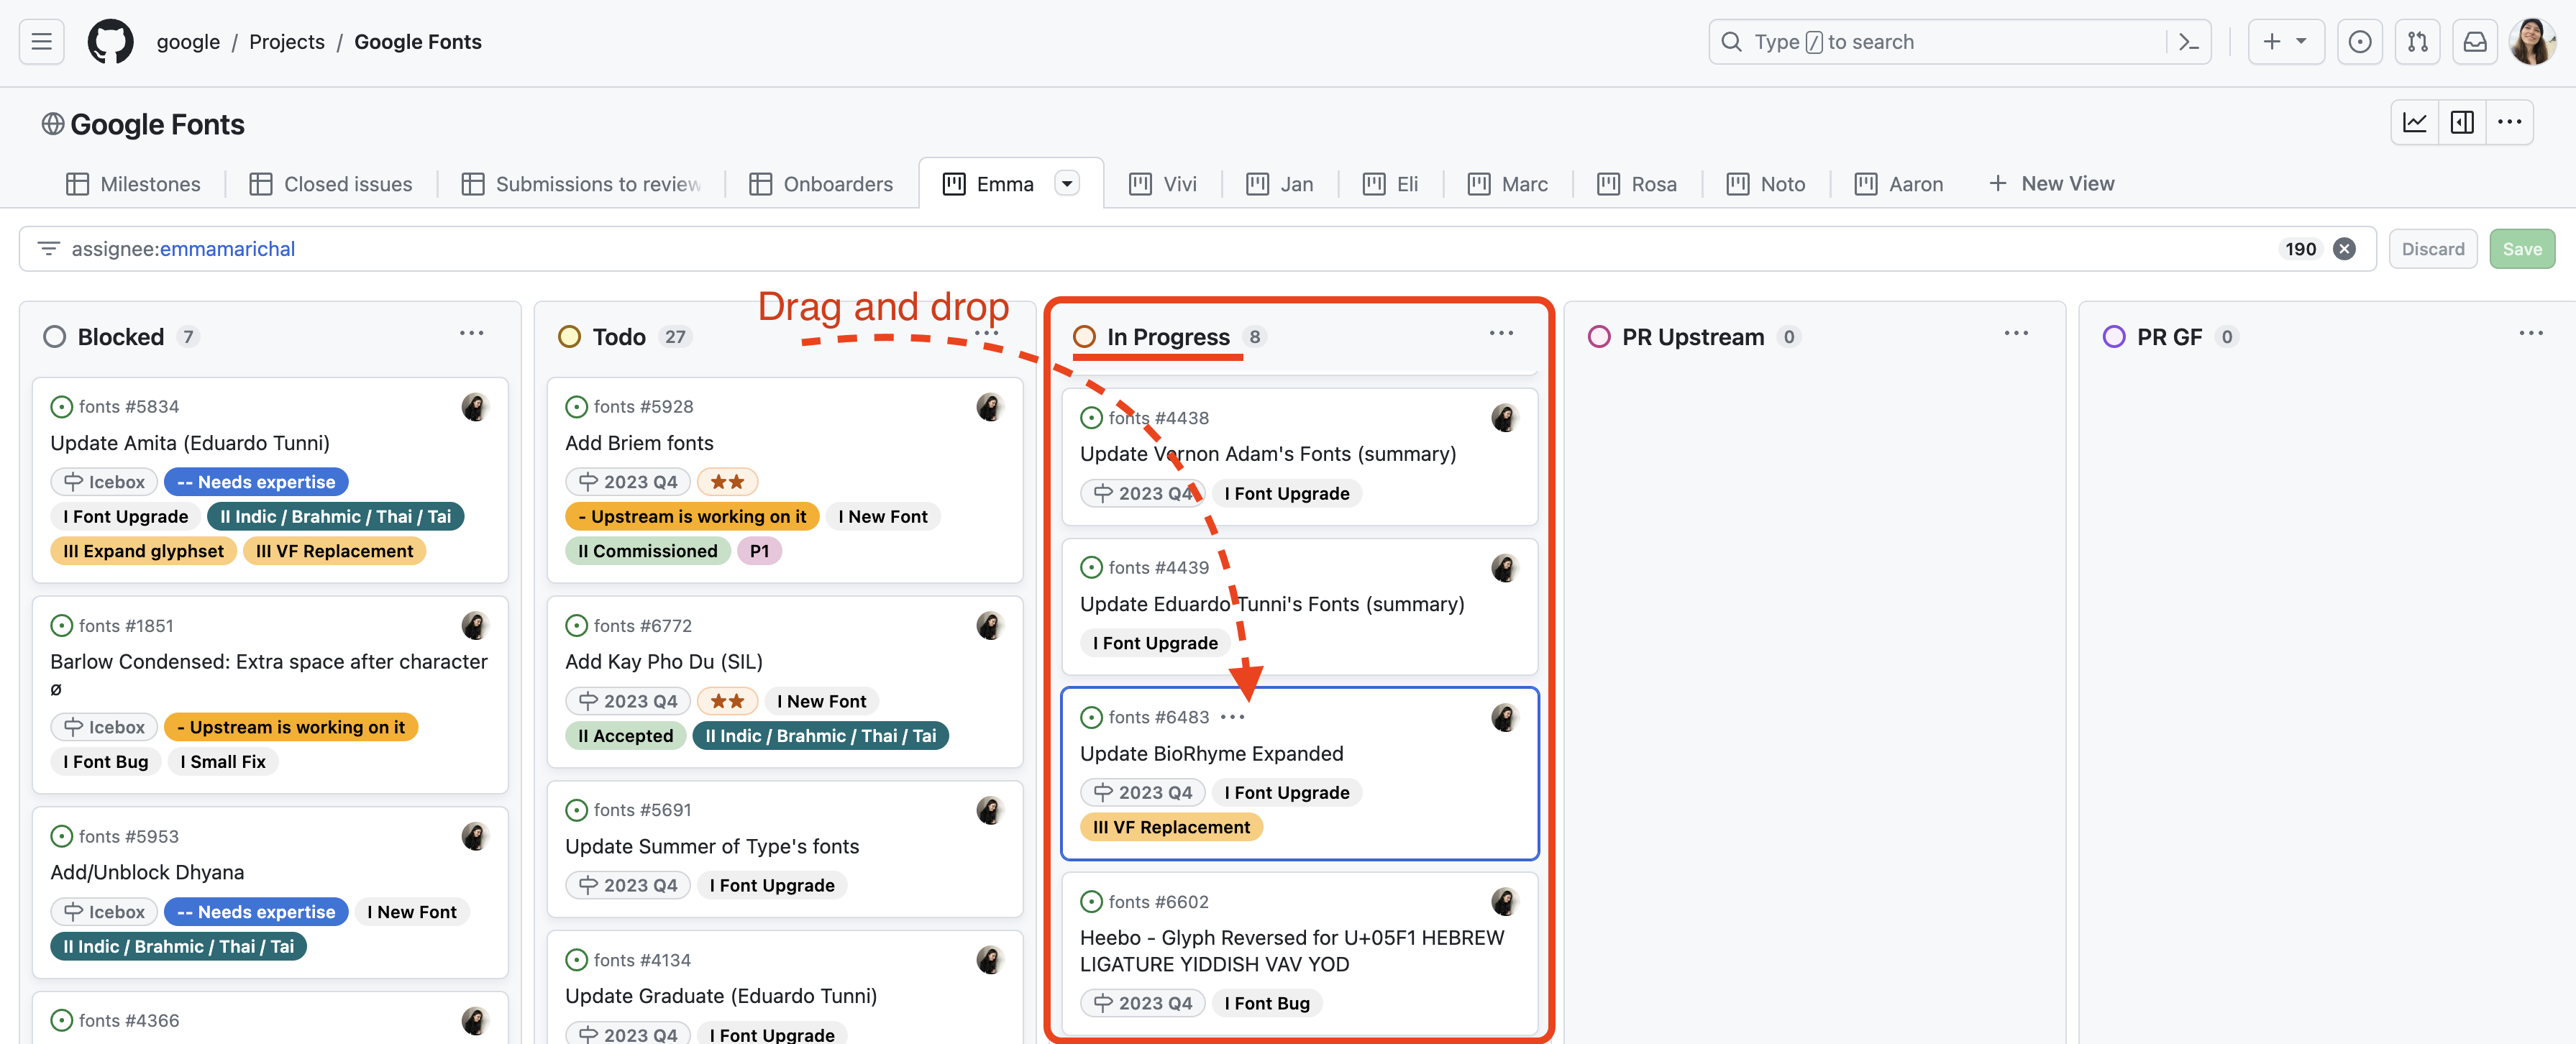 google / Projects / Google Fonts
Type / to search
Google Fonts
Milestones
Closed issues
Submissions to review
Onboarders
Emma
Vivi
Jan
Eli
Marc
Rosa
Noto
Aaron
+ New View
assignee:emmamarichal
190
Discard
Save
Drag and drop
Blocked 7
fonts #5834
Update Amita (Eduardo Tunni)
Icebox -- Needs expertise
I Font Upgrade II Indic / Brahmic / Thai / Tai
III Expand glyphset III VF Replacement
fonts #1851
Barlow Condensed: Extra space after character
ø
Icebox - Upstream is working on it
I Font Bug I Small Fix
fonts #5953
Add/Unblock Dhyana
Icebox -- Needs expertise I New Font
II Indic / Brahmic / Thai / Tai
fonts #4366
Todo 27
fonts #5928
Add Briem fonts
2023 Q4 ★★
- Upstream is working on it I New Font
II Commissioned P1
fonts #6772
Add Kay Pho Du (SIL)
2023 Q4 ★★ I New Font
II Accepted II Indic / Brahmic / Thai / Tai
fonts #5691
Update Summer of Type's fonts
2023 Q4 I Font Upgrade
fonts #4134
Update Graduate (Eduardo Tunni)
2023 Q4 I Font Upgrade
In Progress 8
fonts #4438
Update Vernon Adam's Fonts (summary)
2023 Q4 I Font Upgrade
fonts #4439
Update Eduardo Tunni's Fonts (summary)
I Font Upgrade
fonts #6483 ···
Update BioRhyme Expanded
2023 Q4 I Font Upgrade
III VF Replacement
fonts #6602
Heebo - Glyph Reversed for U+05F1 HEBREW
LIGATURE YIDDISH VAV YOD
2023 Q4 I Font Bug
PR Upstream 0
PR GF 0